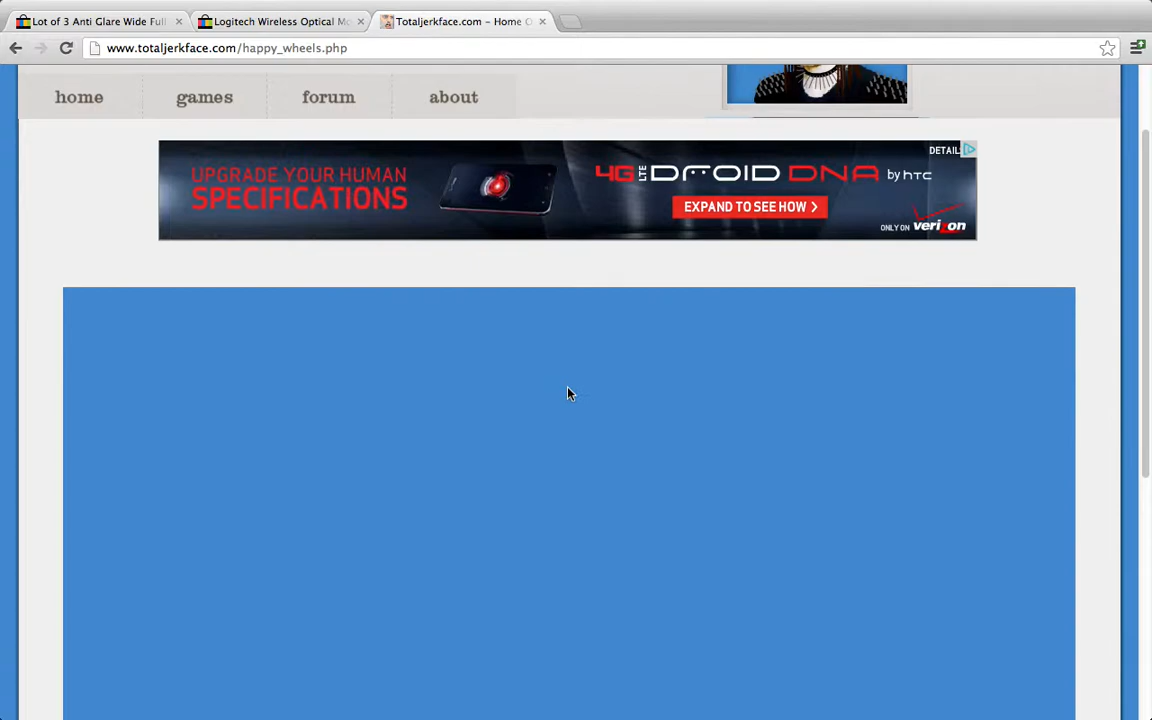 Lot of 3 Anti Glare Wide Full
Logitech Wireless Optical Mo
Totaljerkface.com – Home O
www.totaljerkface.com/happy_wheels.php
home games forum about
DETAIL
UPGRADE YOUR HUMAN
SPECIFICATIONS
4G LTE DROID DNA by hTC
EXPAND TO SEE HOW >
ONLY ON verizon